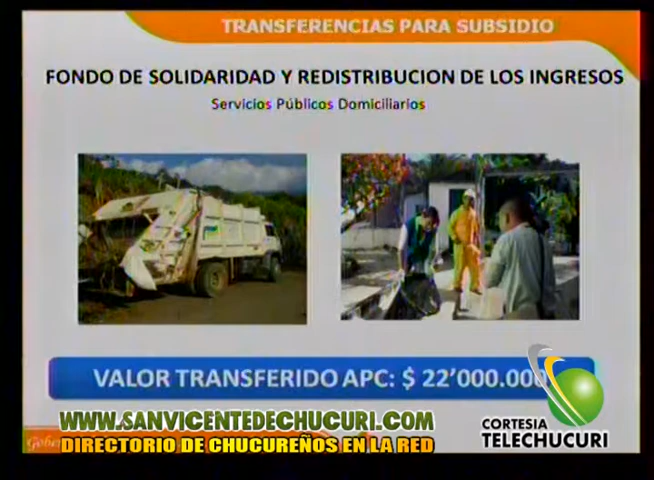 TRANSFERENCIAS PARA SUBSIDIO
FONDO DE SOLIDARIDAD Y REDISTRIBUCION DE LOS INGRESOS
Servicios Públicos Domiciliarios
VALOR TRANSFERIDO APC: $ 22'000.000
WWW.SANVICENTEDECHUCURI.COM
DIRECTORIO DE CHUCUREÑOS EN LA RED
CORTESIA
TELECHUCURI